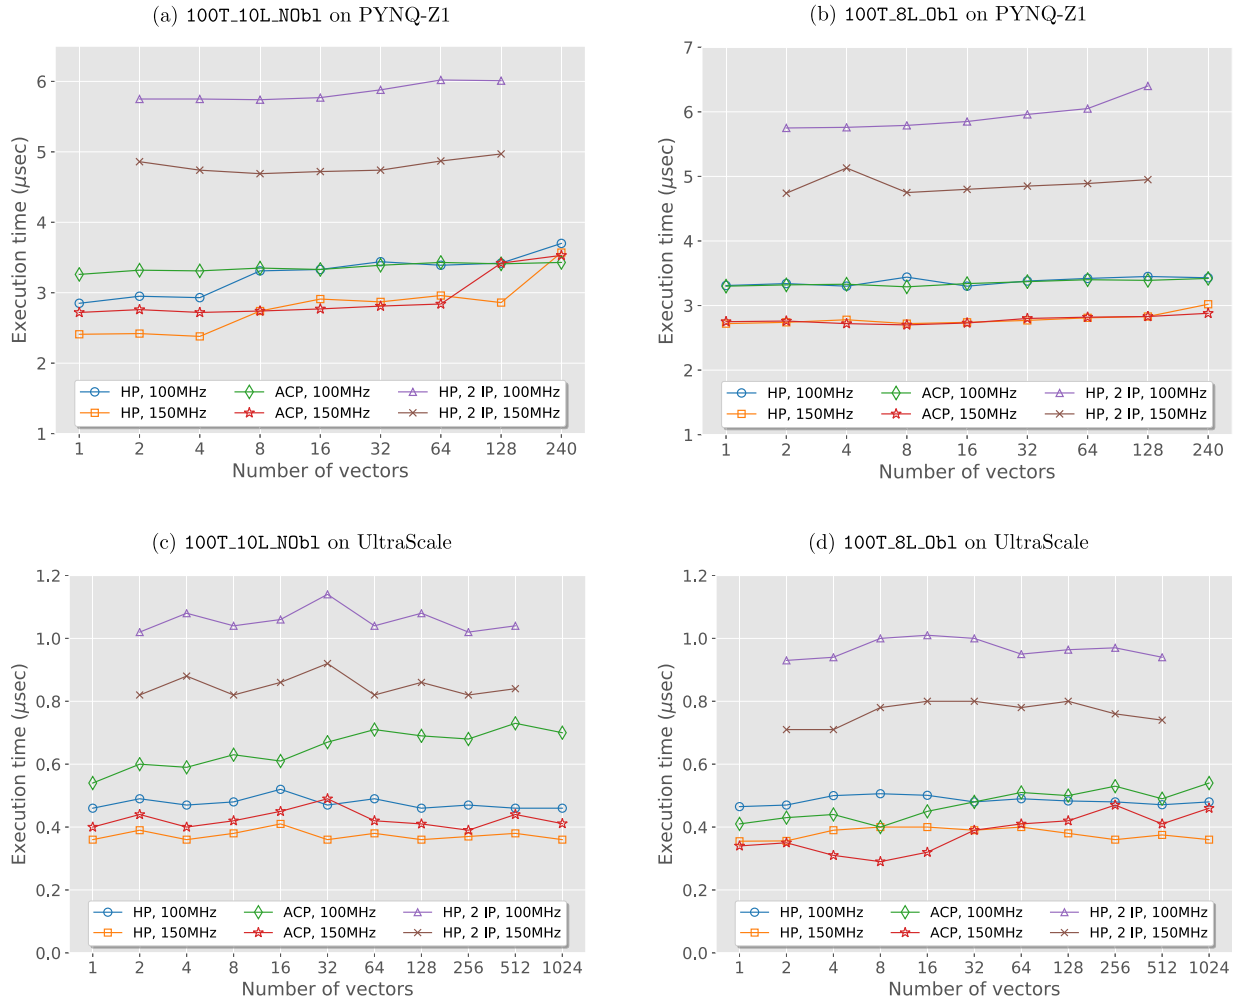 (a) 100T_10L_NObl on PYNQ-Z1
Execution time (μsec)
6
5
4
3
2
1
HP, 100MHz
HP, 150MHz
ACP, 100MHz
ACP, 150MHz
HP, 2 IP, 100MHz
HP, 2 IP, 150MHz
1 2 4 8 16 32 64 128 240
Number of vectors
(b) 100T_8L_Obl on PYNQ-Z1
Execution time (μsec)
7
6
5
4
3
2
1
HP, 100MHz
HP, 150MHz
ACP, 100MHz
ACP, 150MHz
HP, 2 IP, 100MHz
HP, 2 IP, 150MHz
1 2 4 8 16 32 64 128 240
Number of vectors
(c) 100T_10L_NObl on UltraScale
Execution time (μsec)
1.2
1.0
0.8
0.6
0.4
0.2
0.0
HP, 100MHz
HP, 150MHz
ACP, 100MHz
ACP, 150MHz
HP, 2 IP, 100MHz
HP, 2 IP, 150MHz
1 2 4 8 16 32 64 128 256 512 1024
Number of vectors
(d) 100T_8L_Obl on UltraScale
Execution time (μsec)
1.2
1.0
0.8
0.6
0.4
0.2
0.0
HP, 100MHz
HP, 150MHz
ACP, 100MHz
ACP, 150MHz
HP, 2 IP, 100MHz
HP, 2 IP, 150MHz
1 2 4 8 16 32 64 128 256 512 1024
Number of vectors